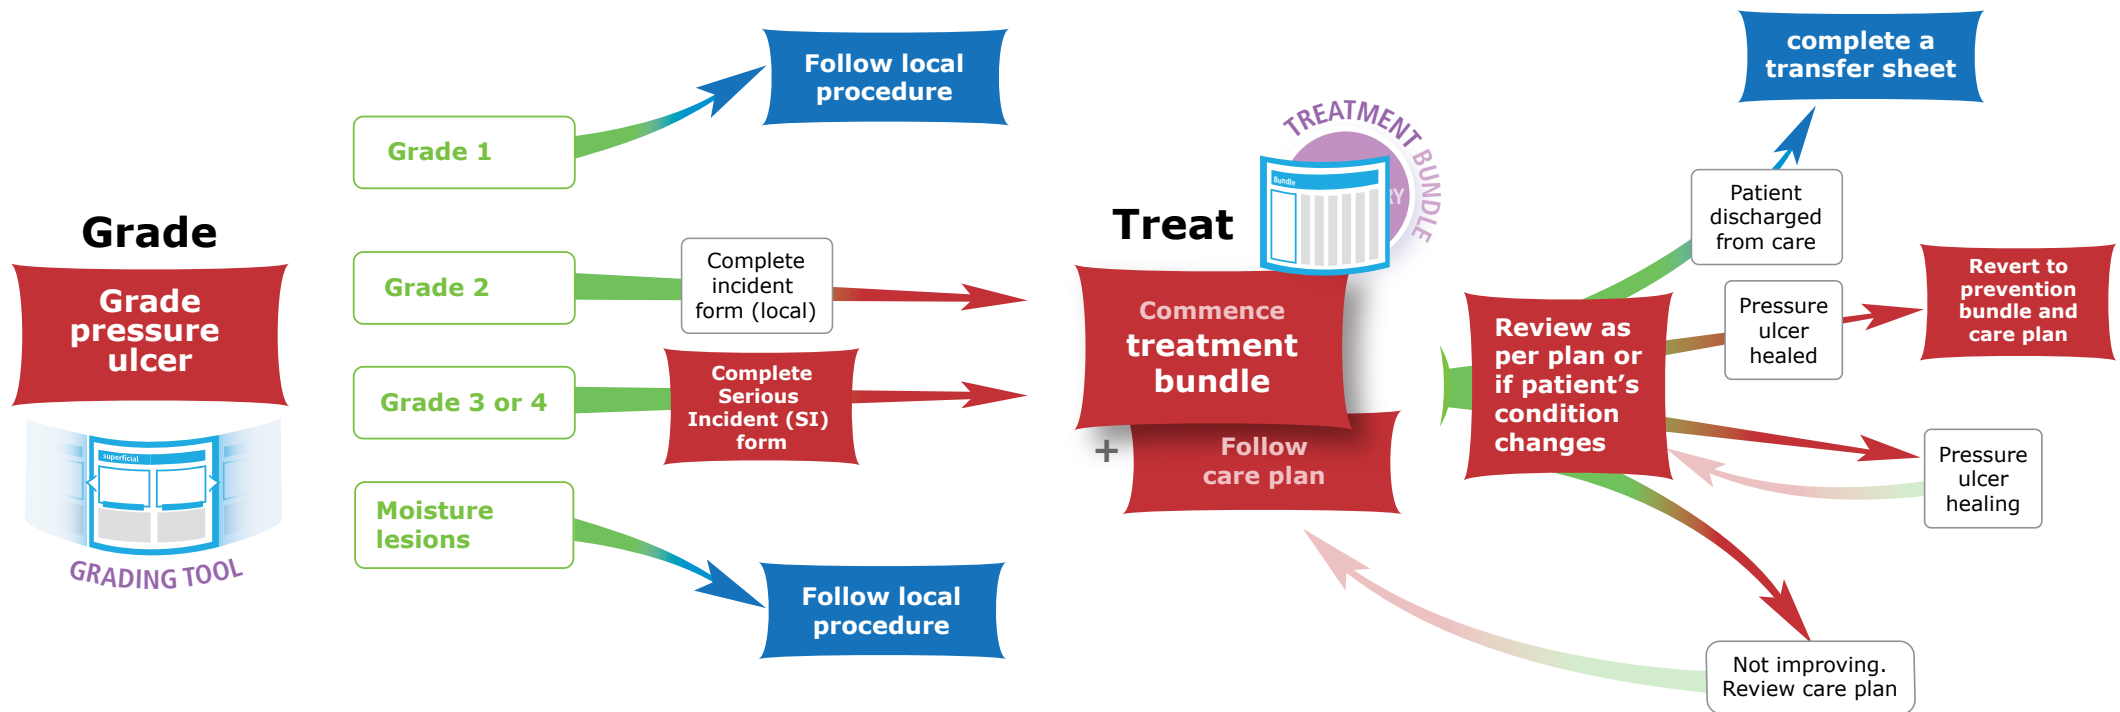 Grade
Grade
pressure
ulcer
superficial
GRADING TOOL
Grade 1
Follow local
procedure
Grade 2
Complete
incident
form (local)
Grade 3 or 4
Complete
Serious
Incident (SI)
form
Moisture
lesions
Follow local
procedure
Treat
TREATMENT BUNDLE
Bundle
RY
Commence
treatment
bundle
+
Follow
care plan
Review as
per plan or
if patient’s
condition
changes
complete a
transfer sheet
Patient
discharged
from care
Pressure
ulcer
healed
Revert to
prevention
bundle and
care plan
Pressure
ulcer
healing
Not improving.
Review care plan